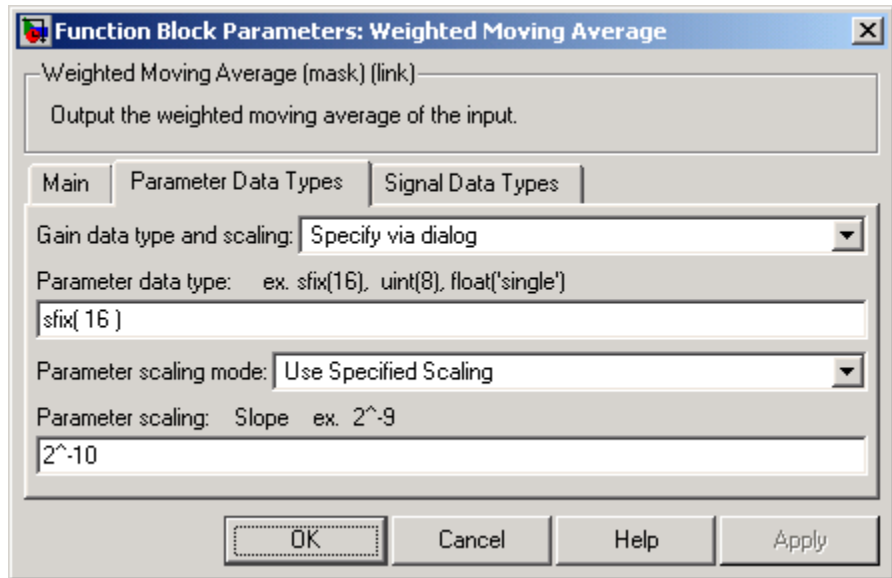 Function Block Parameters: Weighted Moving Average
Weighted Moving Average (mask) (link)
Output the weighted moving average of the input.
Main Parameter Data Types Signal Data Types
Gain data type and scaling: Specify via dialog
Parameter data type: ex. sfix(16), uint(8), float('single')
sfix( 16 )
Parameter scaling mode: Use Specified Scaling
Parameter scaling: Slope ex. 2^-9
2^-10
OK Cancel Help Apply